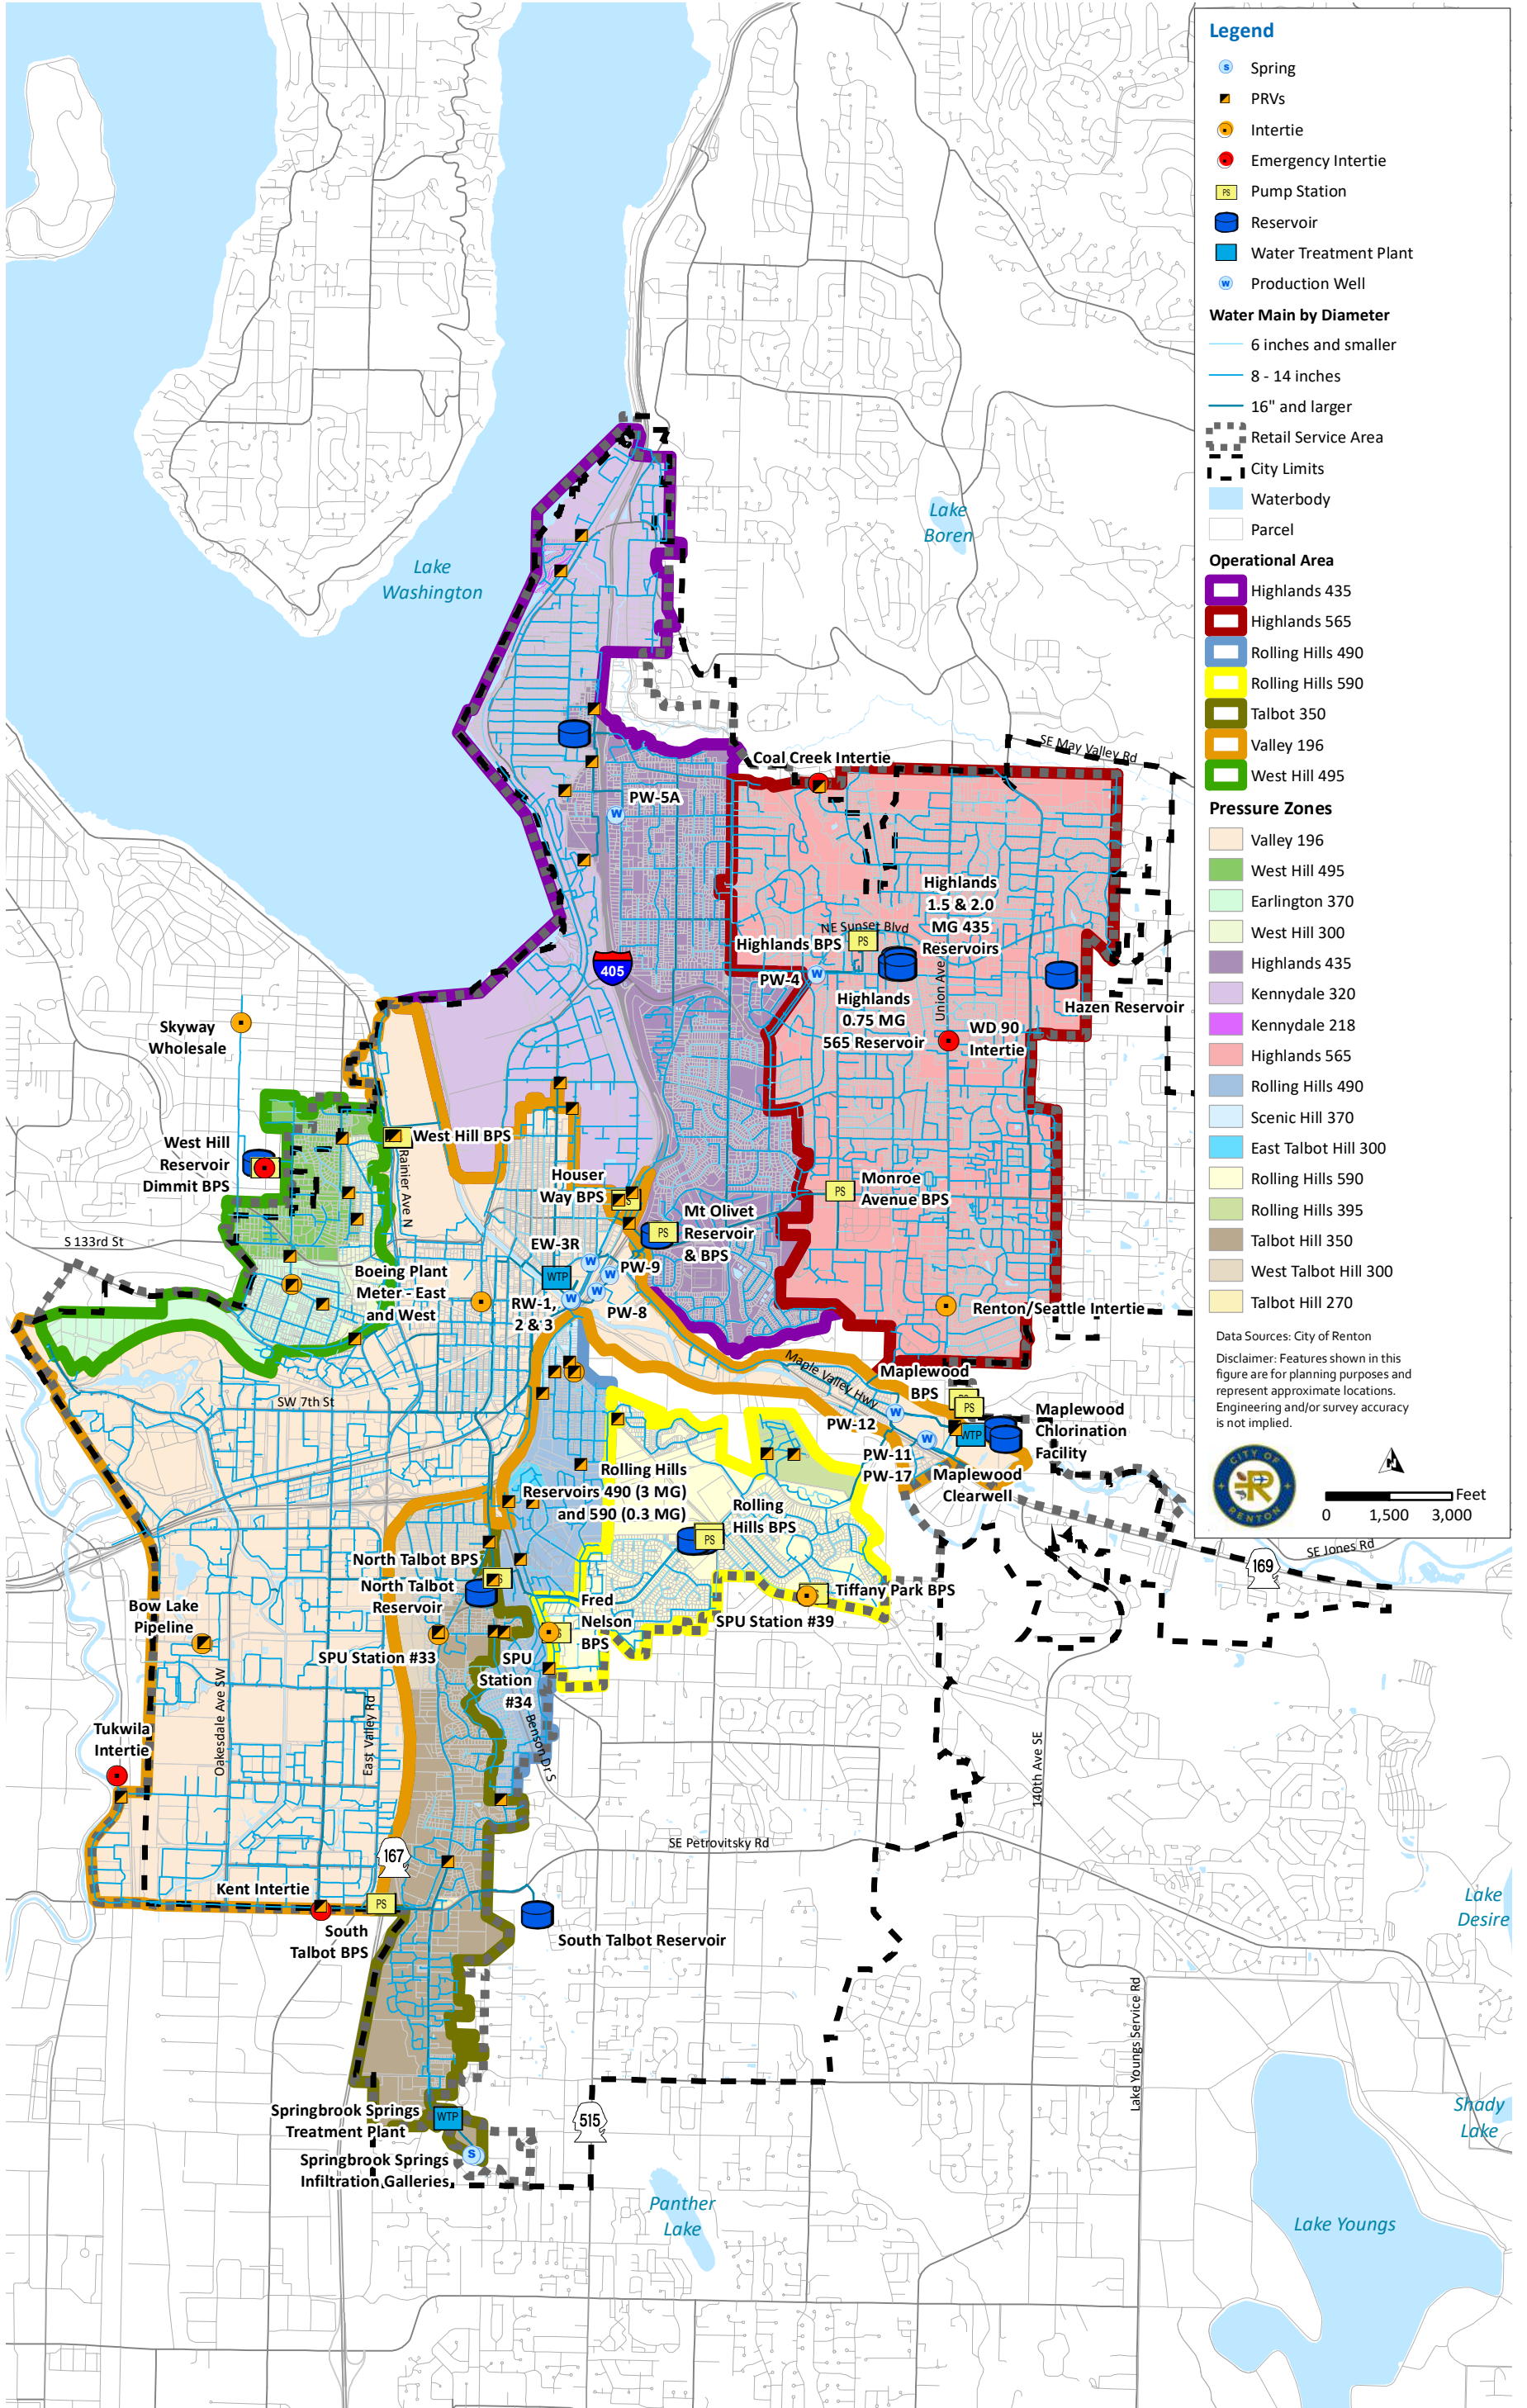 Legend
S
Spring
PRVs
Intertie
Emergency Intertie
PS
Pump Station
Reservoir
Water Treatment Plant
W
Production Well
Water Main by Diameter
6 inches and smaller
8 - 14 inches
16" and larger
Retail Service Area
City Limits
Waterbody
Parcel
Operational Area
Highlands 435
Highlands 565
Rolling Hills 490
Rolling Hills 590
Talbot 350
Valley 196
West Hill 495
Pressure Zones
Valley 196
West Hill 495
Earlington 370
West Hill 300
Highlands 435
Kennydale 320
Kennydale 218
Highlands 565
Rolling Hills 490
Scenic Hill 370
East Talbot Hill 300
Rolling Hills 590
Rolling Hills 395
Talbot Hill 350
West Talbot Hill 300
Talbot Hill 270
Data Sources: City of Renton
Disclaimer: Features shown in this
figure are for planning purposes and
represent approximate locations.
Engineering and/or survey accuracy
is not implied.
CITY OF
R
RENTON
Feet
0 1,500 3,000
Lake
Boren
Lake
Washington
SE May Valley Rd
Coal Creek Intertie
PW-5A
W
Highlands
1.5 & 2.0
MG 435
Reservoirs
NE Sunset Blvd
Highlands BPS
PS
405
PW-4
W
Union Ave
Hazen Reservoir
Highlands
0.75 MG
565 Reservoir
WD 90
Intertie
Skyway
Wholesale
West Hill BPS
West Hill
Reservoir
Dimmit BPS
Rainier Ave N
Houser
Way BPS
Monroe
Avenue BPS
PS
Mt Olivet
Reservoir
& BPS
PS
S 133rd St
EW-3R
W
PW-9
W
WTP
Boeing Plant
Meter - East
and West
RW-1,
2 & 3
W
PW-8
W
Renton/Seattle Intertie
Maple Valley Hwy
Maplewood
BPS
PS
SW 7th St
PW-12
W
Maplewood
Chlorination
Facility
WTP
PW-11
PW-17
W
Maplewood
Clearwell
Rolling Hills
Reservoirs 490 (3 MG)
and 590 (0.3 MG)
Rolling
Hills BPS
PS
SE Jones Rd
169
North Talbot BPS
North Talbot
Reservoir
Tiffany Park BPS
SPU Station #39
Fred
Nelson
BPS
Bow Lake
Pipeline
SPU Station #33
SPU
Station
#34
Oakesdale Ave SW
East Valley Rd
Benson Dr S
Tukwila
Intertie
140th Ave SE
SE Petrovitsky Rd
167
Kent Intertie
PS
South
Talbot BPS
South Talbot Reservoir
Lake
Desire
Lake Youngs Service Rd
Springbrook Springs
Treatment Plant
WTP
515
Springbrook Springs
Infiltration Galleries
S
Shady
Lake
Panther
Lake
Lake Youngs